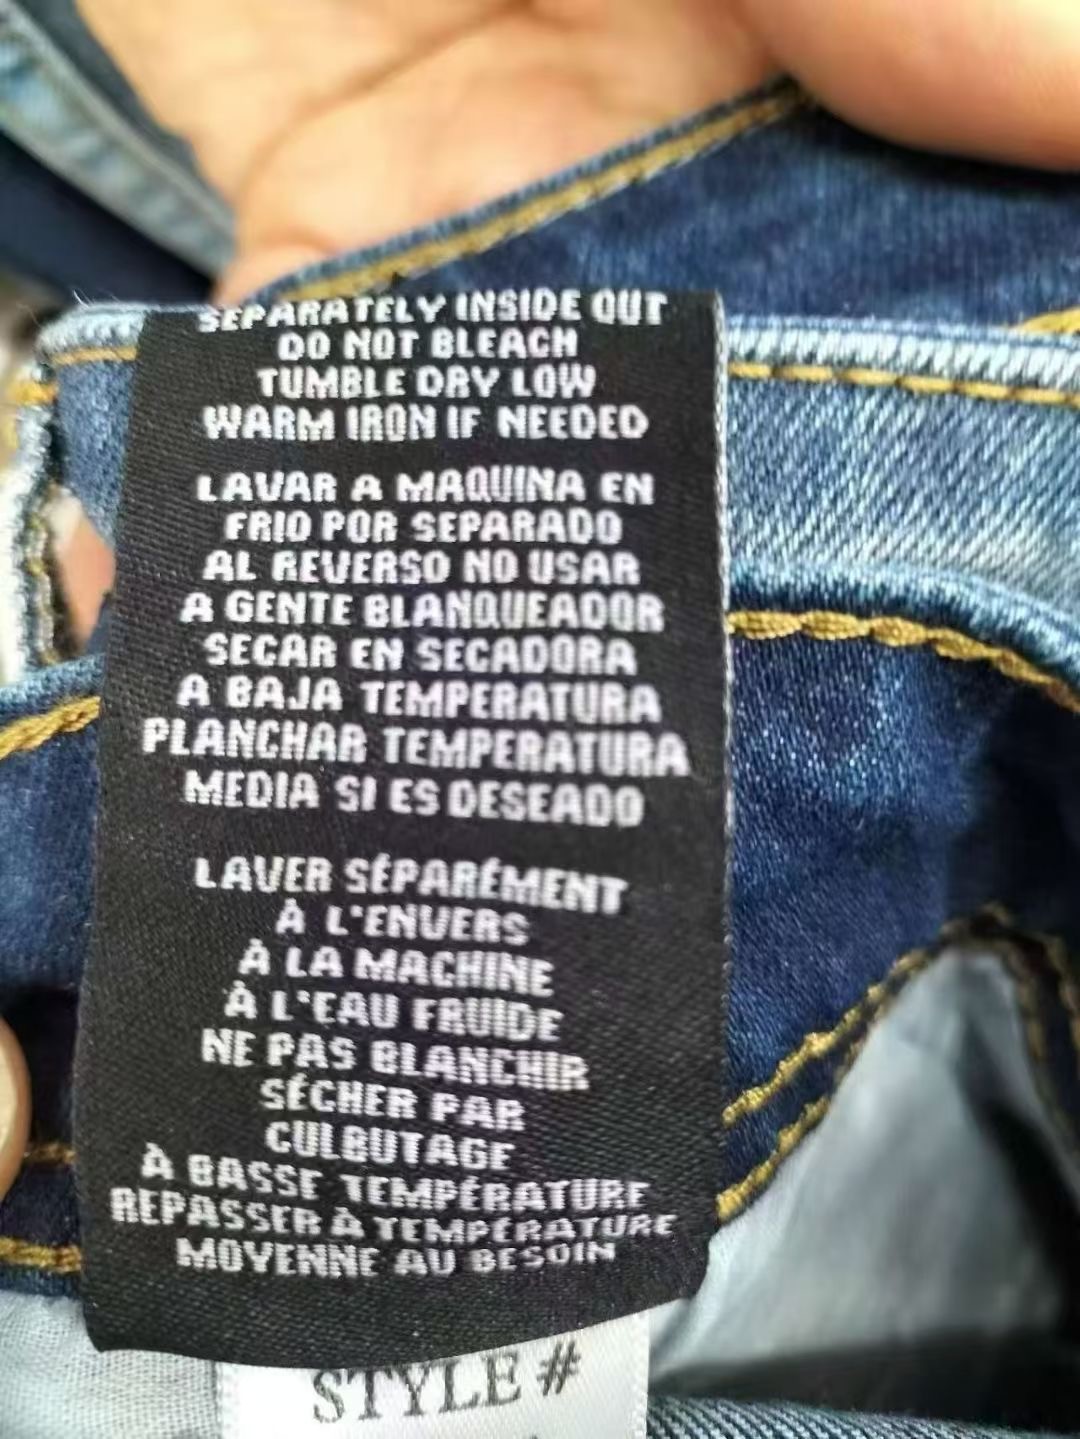 SEPARATELY INSIDE OUT
DO NOT BLEACH
TUMBLE DRY LOW
WARM IRON IF NEEDED
LAVAR A MAQUINA EN
FRIO POR SEPARADO
AL REVERSO NO USAR
A GENTE BLANQUEADOR
SECAR EN SECADORA
A BAJA TEMPERATURA
PLANCHAR TEMPERATURA
MEDIA SI ES DESEADO
LAVER SÉPARÉMENT
À L'ENVERS
À LA MACHINE
À L'EAU FRUIDE
NE PAS BLANCHIR
SÉCHER PAR
CULBUTAGE
À BASSE TEMPÉRATURE
REPASSER À TEMPÉRATURE
MOYENNE AU BESOIN
STYLE #